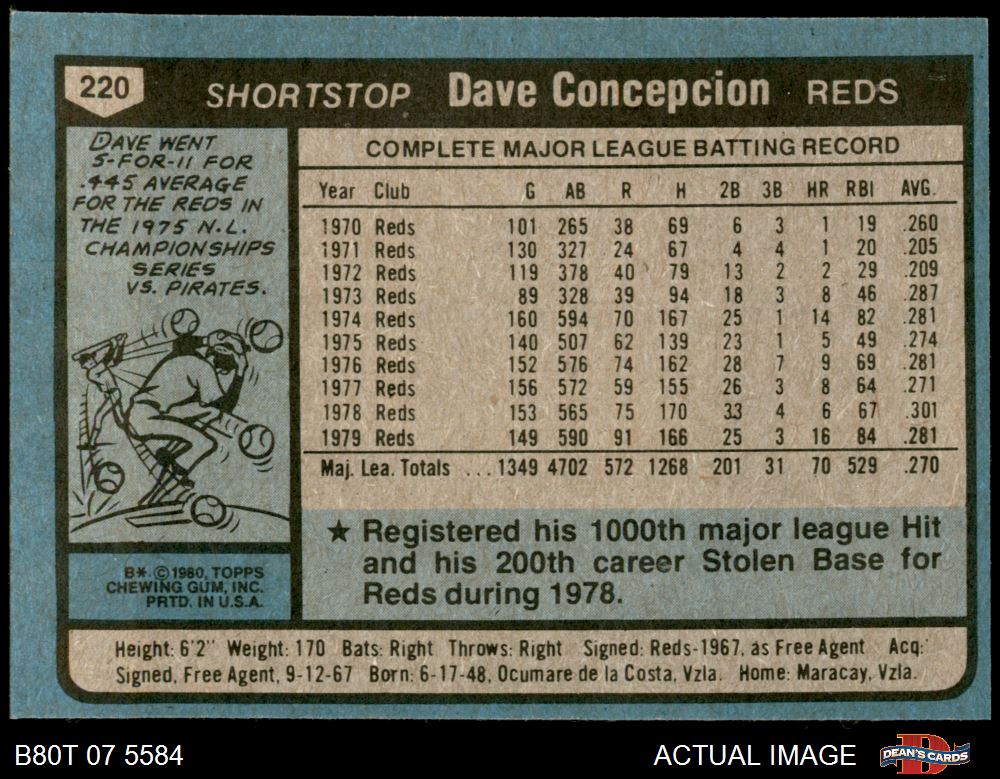 220 SHORTSTOP Dave Concepcion REDS
DAVE WENT
5-FOR-11 FOR
.445 AVERAGE
FOR THE REDS IN
THE 1975 N.L.
CHAMPIONSHIPS
SERIES
VS. PIRATES.
COMPLETE MAJOR LEAGUE BATTING RECORD
Year Club G AB R H 2B 3B HR RBI AVG.
1970 Reds 101 265 38 69 6 3 1 19 .260
1971 Reds 130 327 24 67 4 4 1 20 .205
1972 Reds 119 378 40 79 13 2 2 29 .209
1973 Reds 89 328 39 94 18 3 8 46 .287
1974 Reds 160 594 70 167 25 1 14 82 .281
1975 Reds 140 507 62 139 23 1 5 49 .274
1976 Reds 152 576 74 162 28 7 9 69 .281
1977 Reds 156 572 59 155 26 3 8 64 .271
1978 Reds 153 565 75 170 33 4 6 67 .301
1979 Reds 149 590 91 166 25 3 16 84 .281
Maj. Lea. Totals ... 1349 4702 572 1268 201 31 70 529 .270
★ Registered his 1000th major league Hit
and his 200th career Stolen Base for
Reds during 1978.
B* ©1980, TOPPS
CHEWING GUM, INC.
PRTD. IN U.S.A.
Height: 6'2" Weight: 170 Bats: Right Throws: Right Signed: Reds-1967, as Free Agent Acq:
Signed, Free Agent, 9-12-67 Born: 6-17-48, Ocumare de la Costa, Vzla. Home: Maracay, Vzla.
B80T 07 5584 ACTUAL IMAGE DEAN'S CARDS